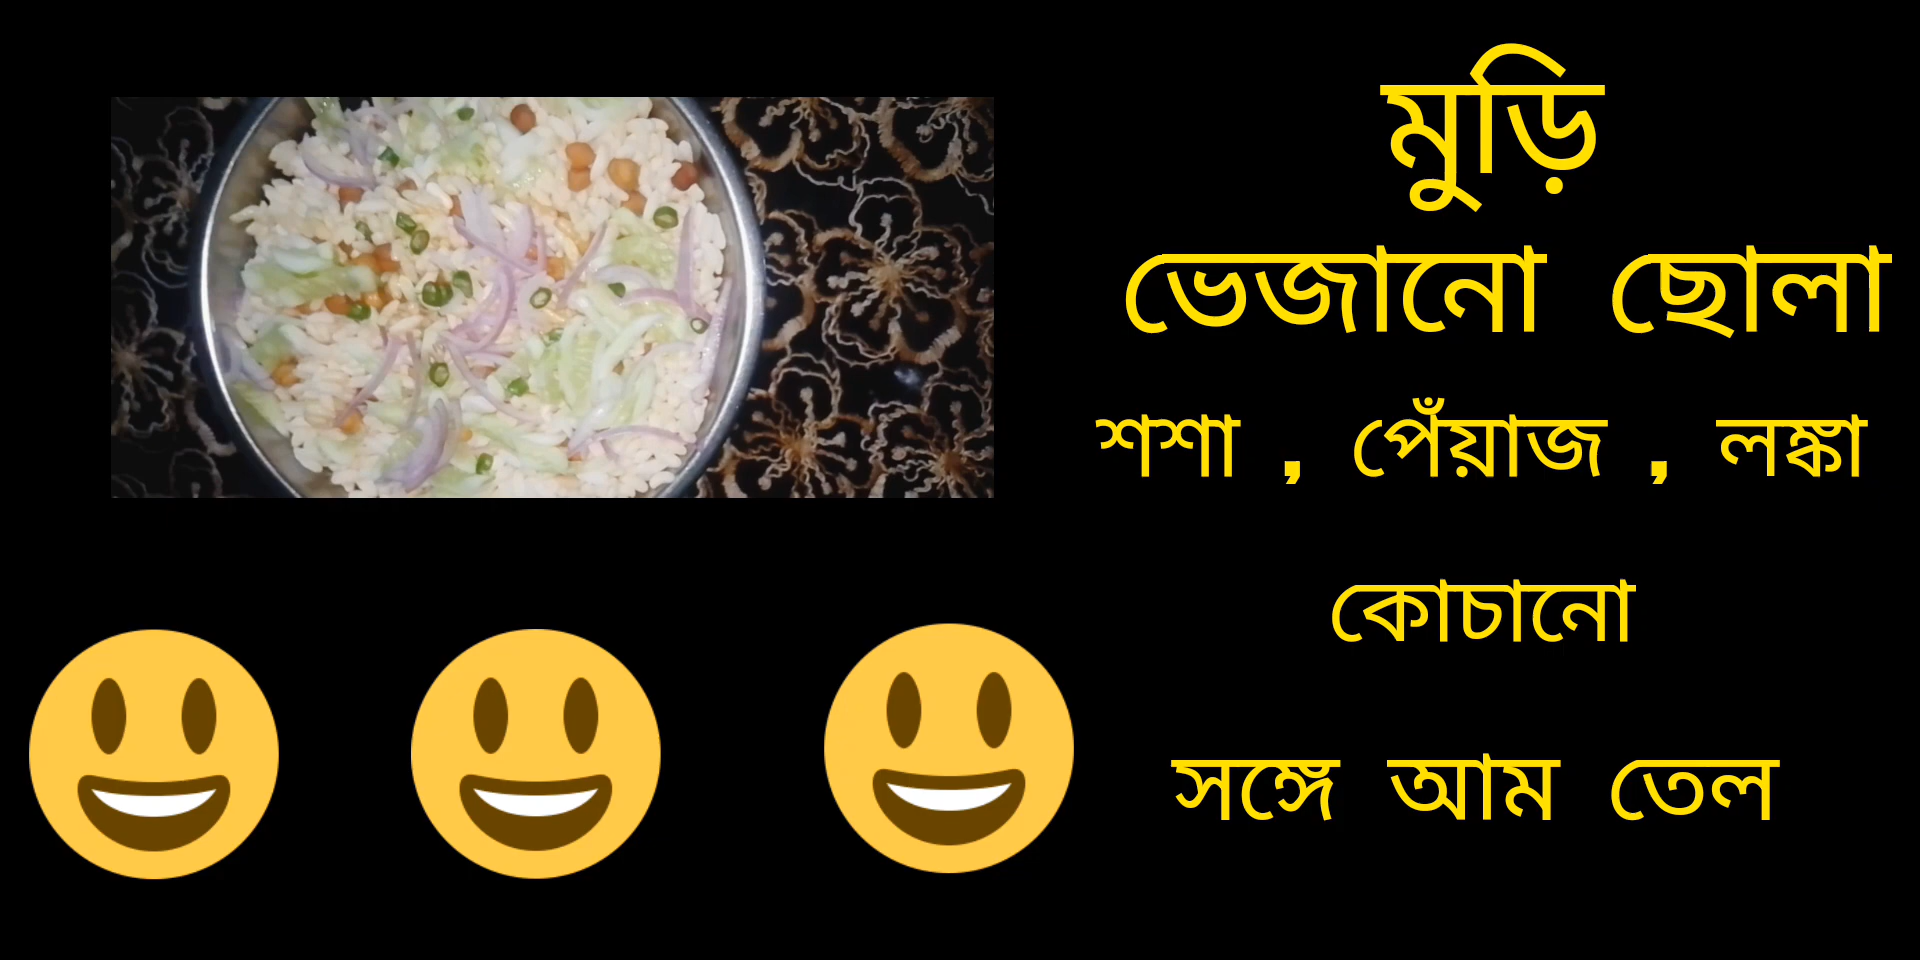 মুড়ি
ভেজানো ছোলা
শশা , পেঁয়াজ , লঙ্কা
কোচানো
সঙ্গে আম তেল